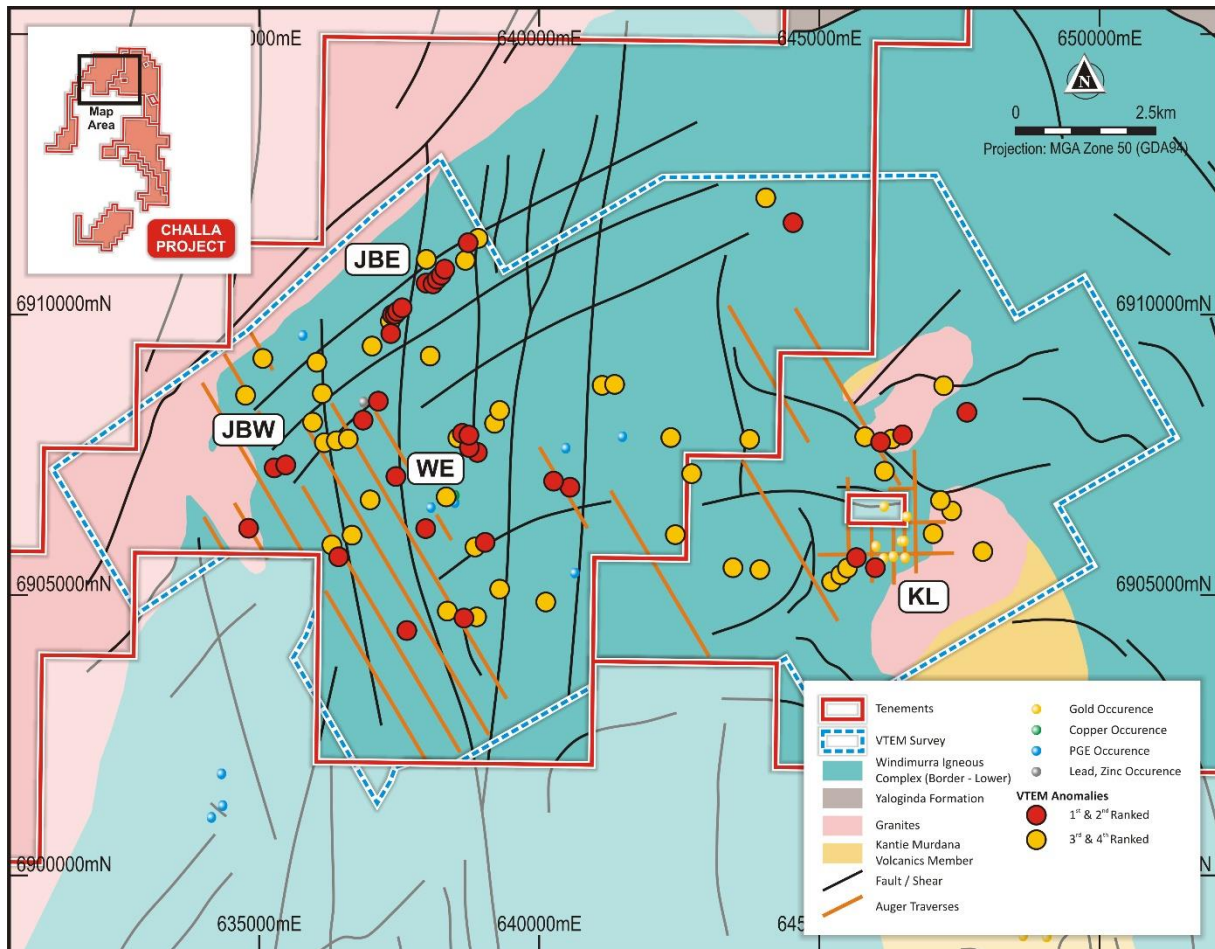 000mE
640000mE
645000mE
650000mE
Map
Area
CHALLA
PROJECT
N
0
2.5km
Projection: MGA Zone 50 (GDA94)
JBE
6910000mN
6910000mN
JBW
WE
6905000mN
6905000mN
KL
Tenements
VTEM Survey
Windimurra Igneous
Complex (Border - Lower)
Yaloginda Formation
Granites
Kantie Murdana
Volcanics Member
Fault / Shear
Auger Traverses
Gold Occurence
Copper Occurence
PGE Occurence
Lead, Zinc Occurence
VTEM Anomalies
1st & 2nd Ranked
3rd & 4th Ranked
6900000mN
635000mE
640000mE
645